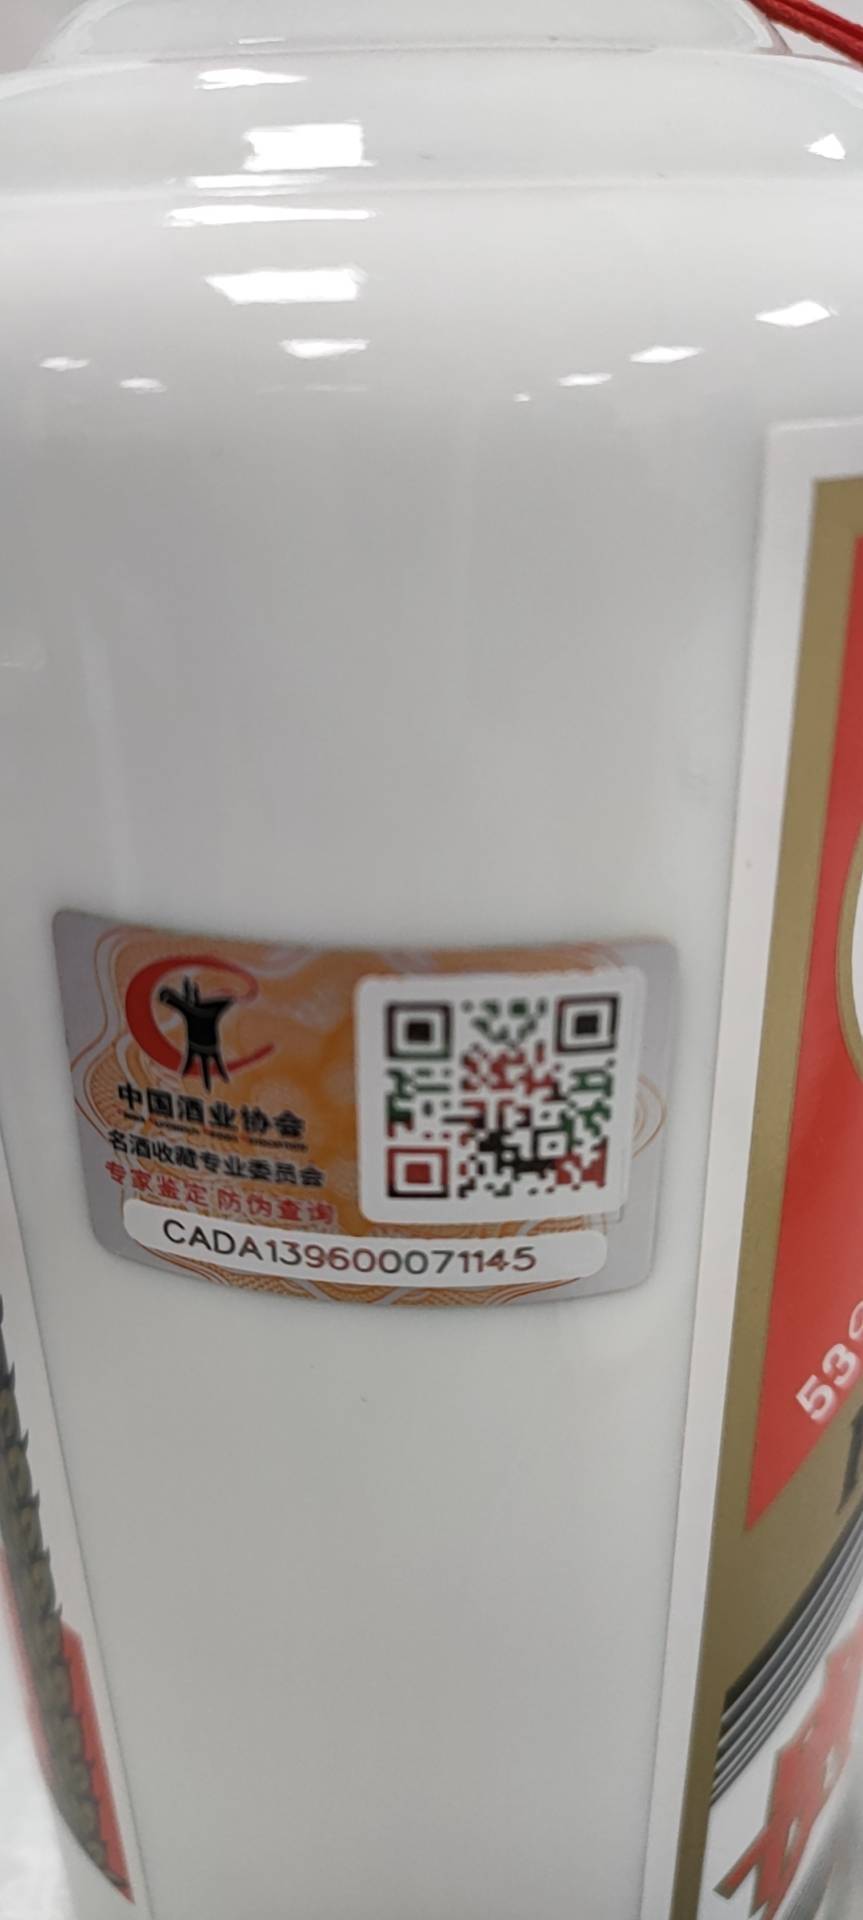 中国酒业协会
名酒收藏专业委员会
专家鉴定 防伪查询
CADA139600071145
539